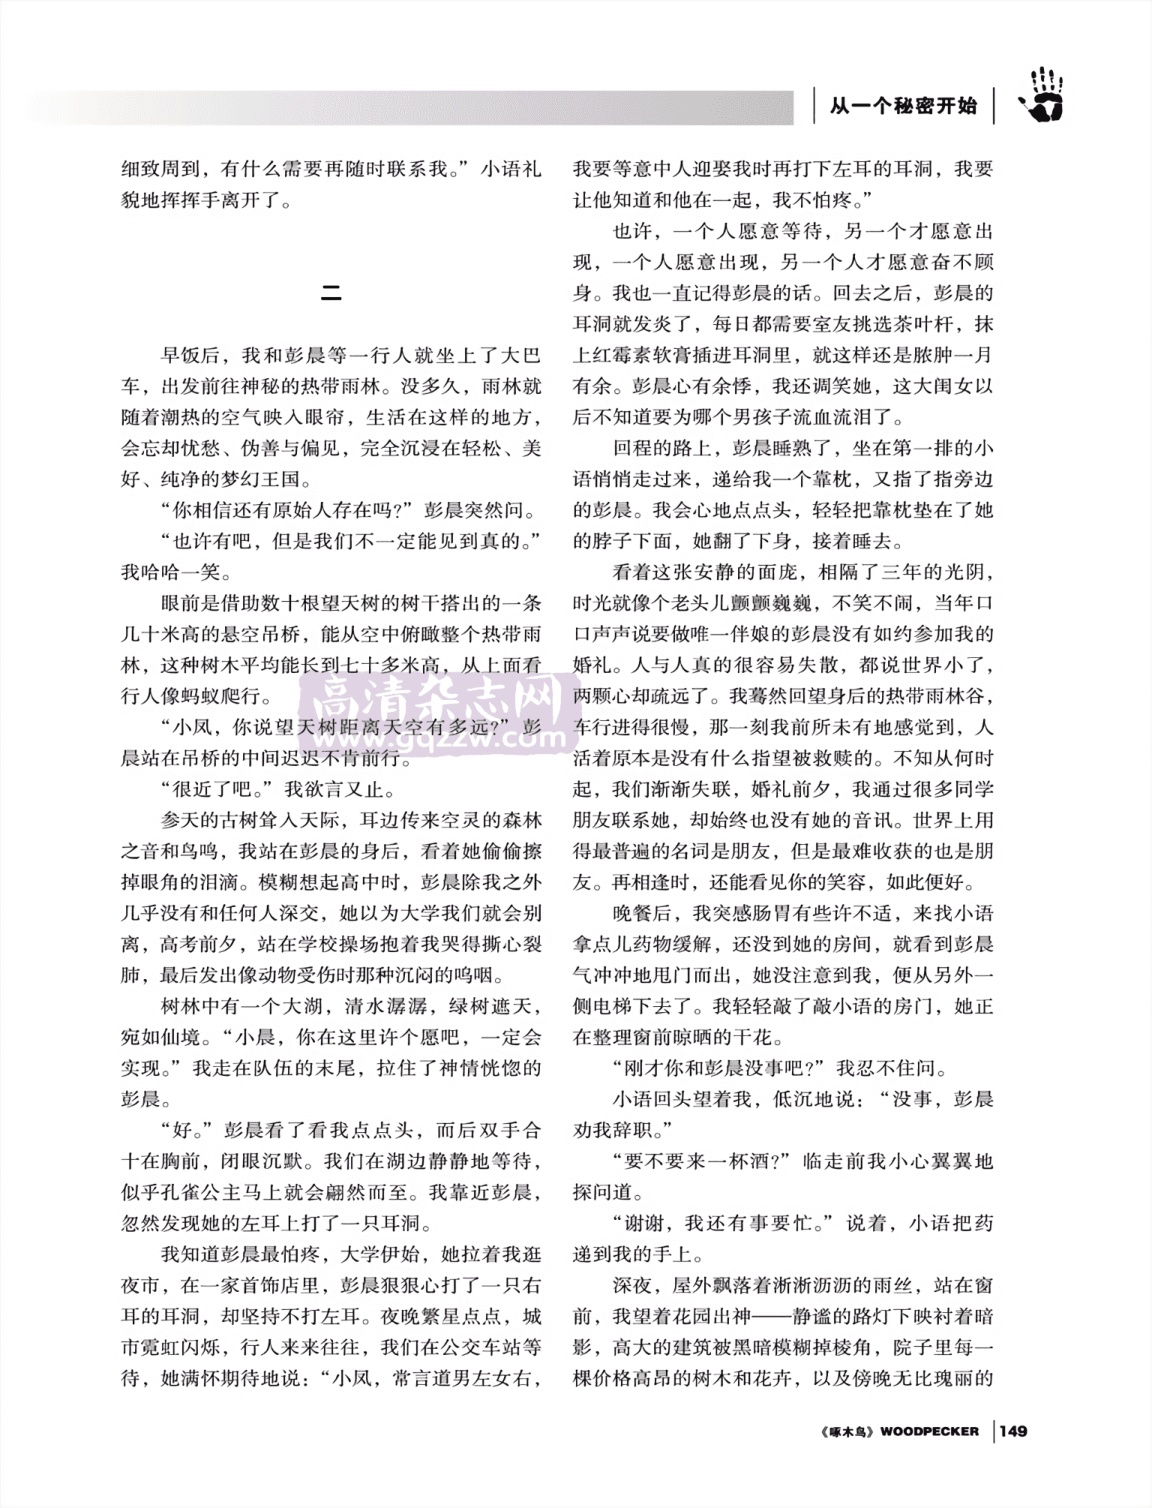 从一个秘密开始
细致周到，有什么需要再随时联系我。”小语礼
貌地挥挥手离开了。
二
早饭后，我和彭晨等一行人就坐上了大巴
车，出发前往神秘的热带雨林。没多久，雨林就
随着潮热的空气映入眼帘，生活在这样的地方，
会忘却忧愁、伪善与偏见，完全沉浸在轻松、美
好、纯净的梦幻王国。
“你相信还有原始人存在吗?”彭晨突然问。
“也许有吧，但是我们不一定能见到真的。”
我哈哈一笑。
眼前是借助数十根望天树的树干搭出的一条
几十米高的悬空吊桥，能从空中俯瞰整个热带雨
林，这种树木平均能长到七十多米高，从上面看
行人像蚂蚁爬行。
“小凤，你说望天树距离天空有多远?”彭
晨站在吊桥的中间迟迟不肯前行。
“很近了吧。”我欲言又止。
参天的古树耸入天际，耳边传来空灵的森林
之音和鸟鸣，我站在彭晨的身后，看着她偷偷擦
掉眼角的泪滴。模糊想起高中时，彭晨除我之外
几乎没有和任何人深交，她以为大学我们就会别
离，高考前夕，站在学校操场抱着我哭得撕心裂
肺，最后发出像动物受伤时那种沉闷的呜咽。
树林中有一个大湖，清水潺潺，绿树遮天，
宛如仙境。“小晨，你在这里许个愿吧，一定会
实现。”我走在队伍的末尾，拉住了神情恍惚的
彭晨。
“好。”彭晨看了看我点点头，而后双手合
十在胸前，闭眼沉默。我们在湖边静静地等待，
似乎孔雀公主马上就会翩然而至。我靠近彭晨，
忽然发现她的左耳上打了一只耳洞。
我知道彭晨最怕疼，大学伊始，她拉着我逛
夜市，在一家首饰店里，彭晨狠狠心打了一只右
耳的耳洞，却坚持不打左耳。夜晚繁星点点，城
市霓虹闪烁，行人来来往往，我们在公交车站等
待，她满怀期待地说：“小凤，常言道男左女右，
我要等意中人迎娶我时再打下左耳的耳洞，我要
让他知道和他在一起，我不怕疼。”
也许，一个人愿意等待，另一个才愿意出
现，一个人愿意出现，另一个人才愿意奋不顾
身。我也一直记得彭晨的话。回去之后，彭晨的
耳洞就发炎了，每日都需要室友挑选茶叶杆，抹
上红霉素软膏插进耳洞里，就这样还是脓肿一月
有余。彭晨心有余悸，我还调笑她，这大闺女以
后不知道要为哪个男孩子流血流泪了。
回程的路上，彭晨睡熟了，坐在第一排的小
语悄悄走过来，递给我一个靠枕，又指了指旁边
的彭晨。我会心地点点头，轻轻把靠枕垫在了她
的脖子下面，她翻了下身，接着睡去。
看着这张安静的面庞，相隔了三年的光阴，
时光就像个老头儿颤颤巍巍，不笑不闹，当年口
口声声说要做唯一伴娘的彭晨没有如约参加我的
婚礼。人与人真的很容易失散，都说世界小了，
两颗心却疏远了。我蓦然回望身后的热带雨林谷，
车行进得很慢，那一刻我前所未有地感觉到，人
活着原本是没有什么指望被救赎的。不知从何时
起，我们渐渐失联，婚礼前夕，我通过很多同学
朋友联系她，却始终也没有她的音讯。世界上用
得最普遍的名词是朋友，但是最难收获的也是朋
友。再相逢时，还能看见你的笑容，如此便好。
晚餐后，我突感肠胃有些许不适，来找小语
拿点儿药物缓解，还没到她的房间，就看到彭晨
气冲冲地甩门而出，她没注意到我，便从另外一
侧电梯下去了。我轻轻敲了敲小语的房门，她正
在整理窗前晾晒的干花。
“刚才你和彭晨没事吧?”我忍不住问。
小语回头望着我，低沉地说：“没事，彭晨
劝我辞职。”
“要不要来一杯酒?”临走前我小心翼翼地
探问道。
“谢谢，我还有事要忙。”说着，小语把药
递到我的手上。
深夜，屋外飘落着淅淅沥沥的雨丝，站在窗
前，我望着花园出神——静谧的路灯下映衬着暗
影，高大的建筑被黑暗模糊掉棱角，院子里每一
棵价格高昂的树木和花卉，以及傍晚无比瑰丽的
高清杂志网
www.gqzzw.com
《啄木鸟》WOODPECKER 149